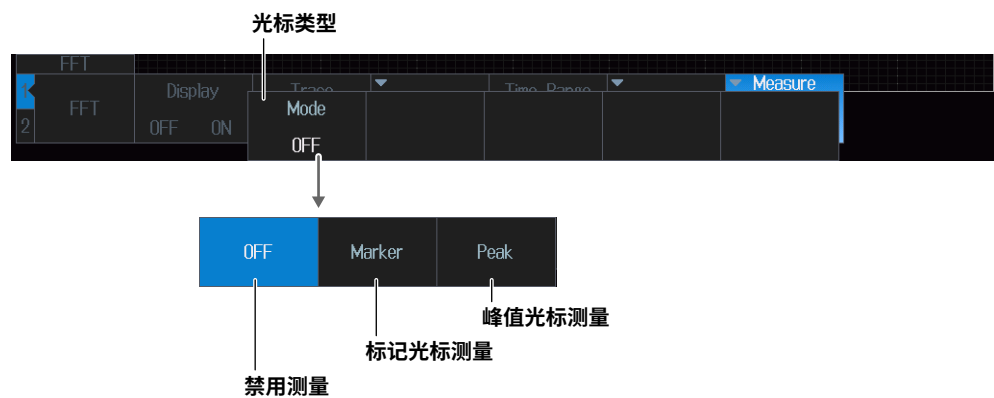 光标类型
FFT
1
2
FFT
Display
OFF ON
Trace
Time Range
Measure
Mode
OFF
OFF
Marker
Peak
峰值光标测量
标记光标测量
禁用测量